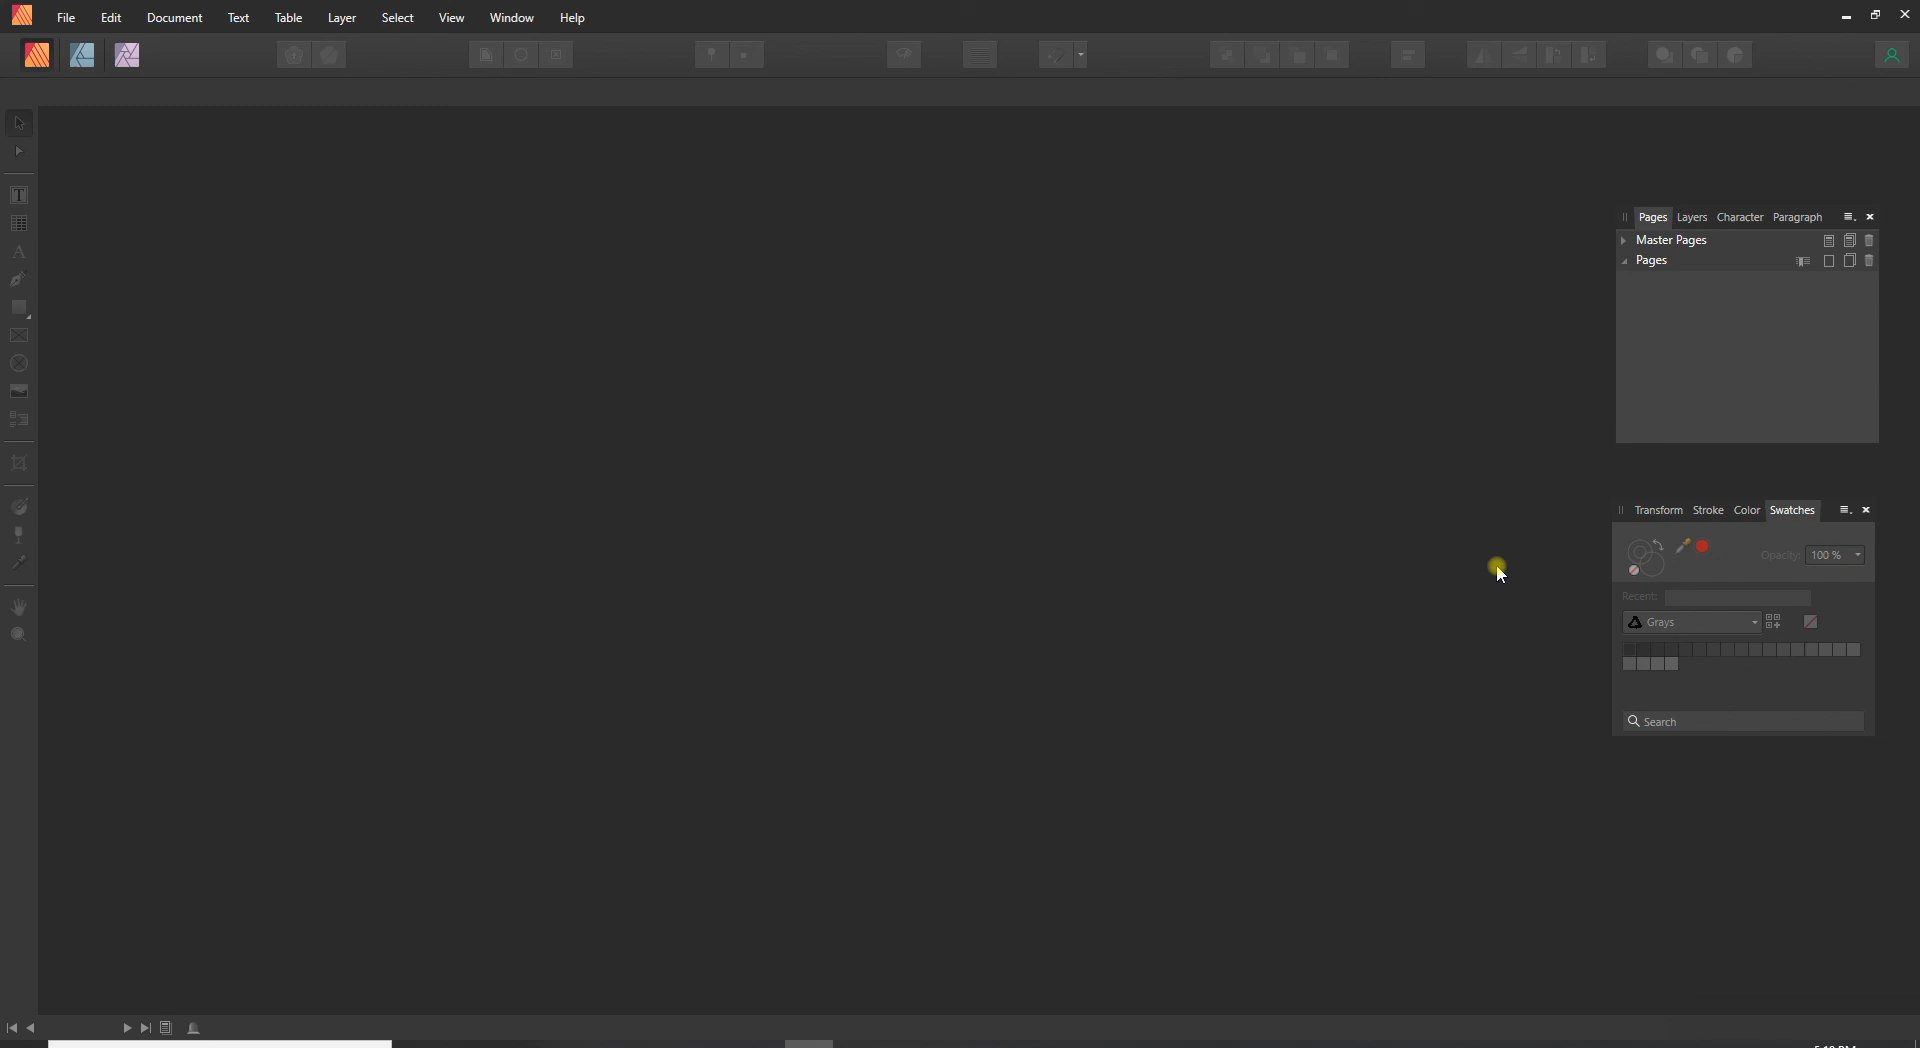 File Edit Document Text Table Layer Select View Window Help
Pages Layers Character Paragraph
Master Pages
Pages
Transform Stroke Color Swatches
Opacity: 100 %
Recent:
Grays
Search